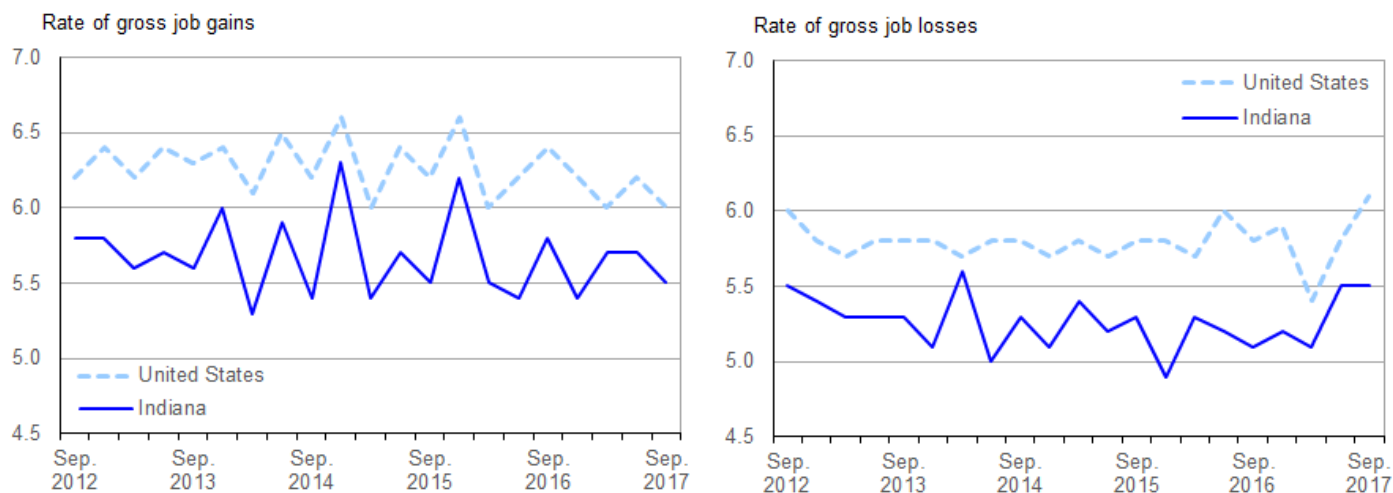 Rate of gross job gains
7.0
6.5
6.0
5.5
5.0
4.5
United States
Indiana
Sep. 2012
Sep. 2013
Sep. 2014
Sep. 2015
Sep. 2016
Sep. 2017
Rate of gross job losses
7.0
6.5
6.0
5.5
5.0
4.5
United States
Indiana
Sep. 2012
Sep. 2013
Sep. 2014
Sep. 2015
Sep. 2016
Sep. 2017